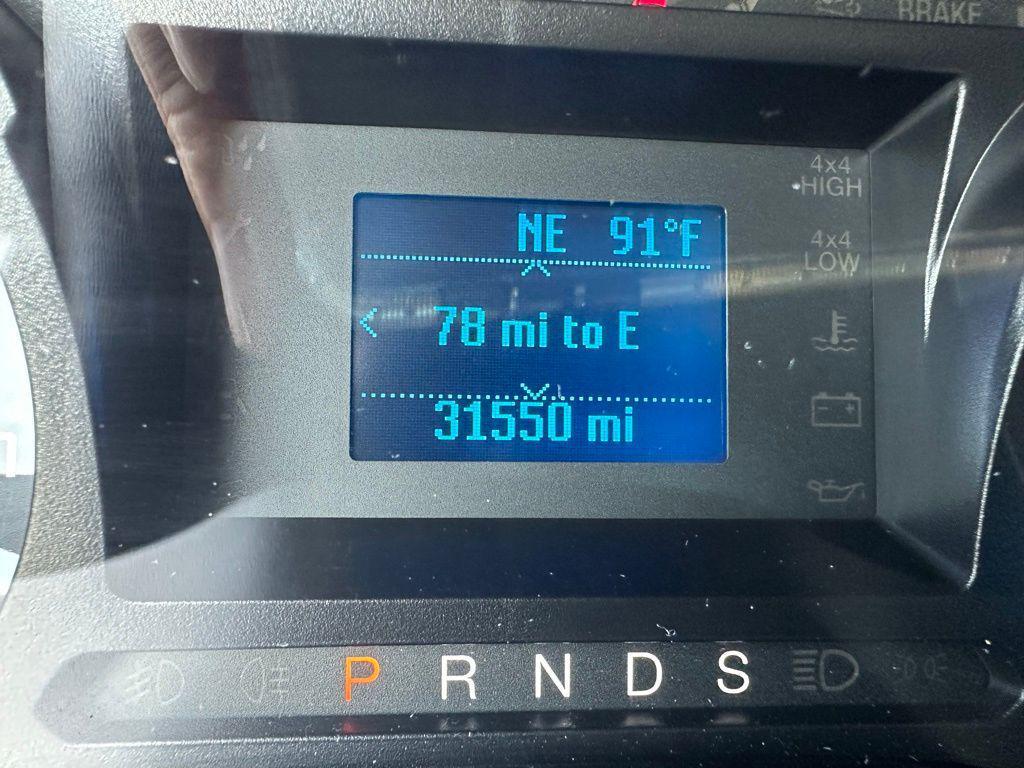 BRAKE
4x4
HIGH
NE 91°F
4x4
LOW
< 78 mi to E
31550 mi
P R N D S